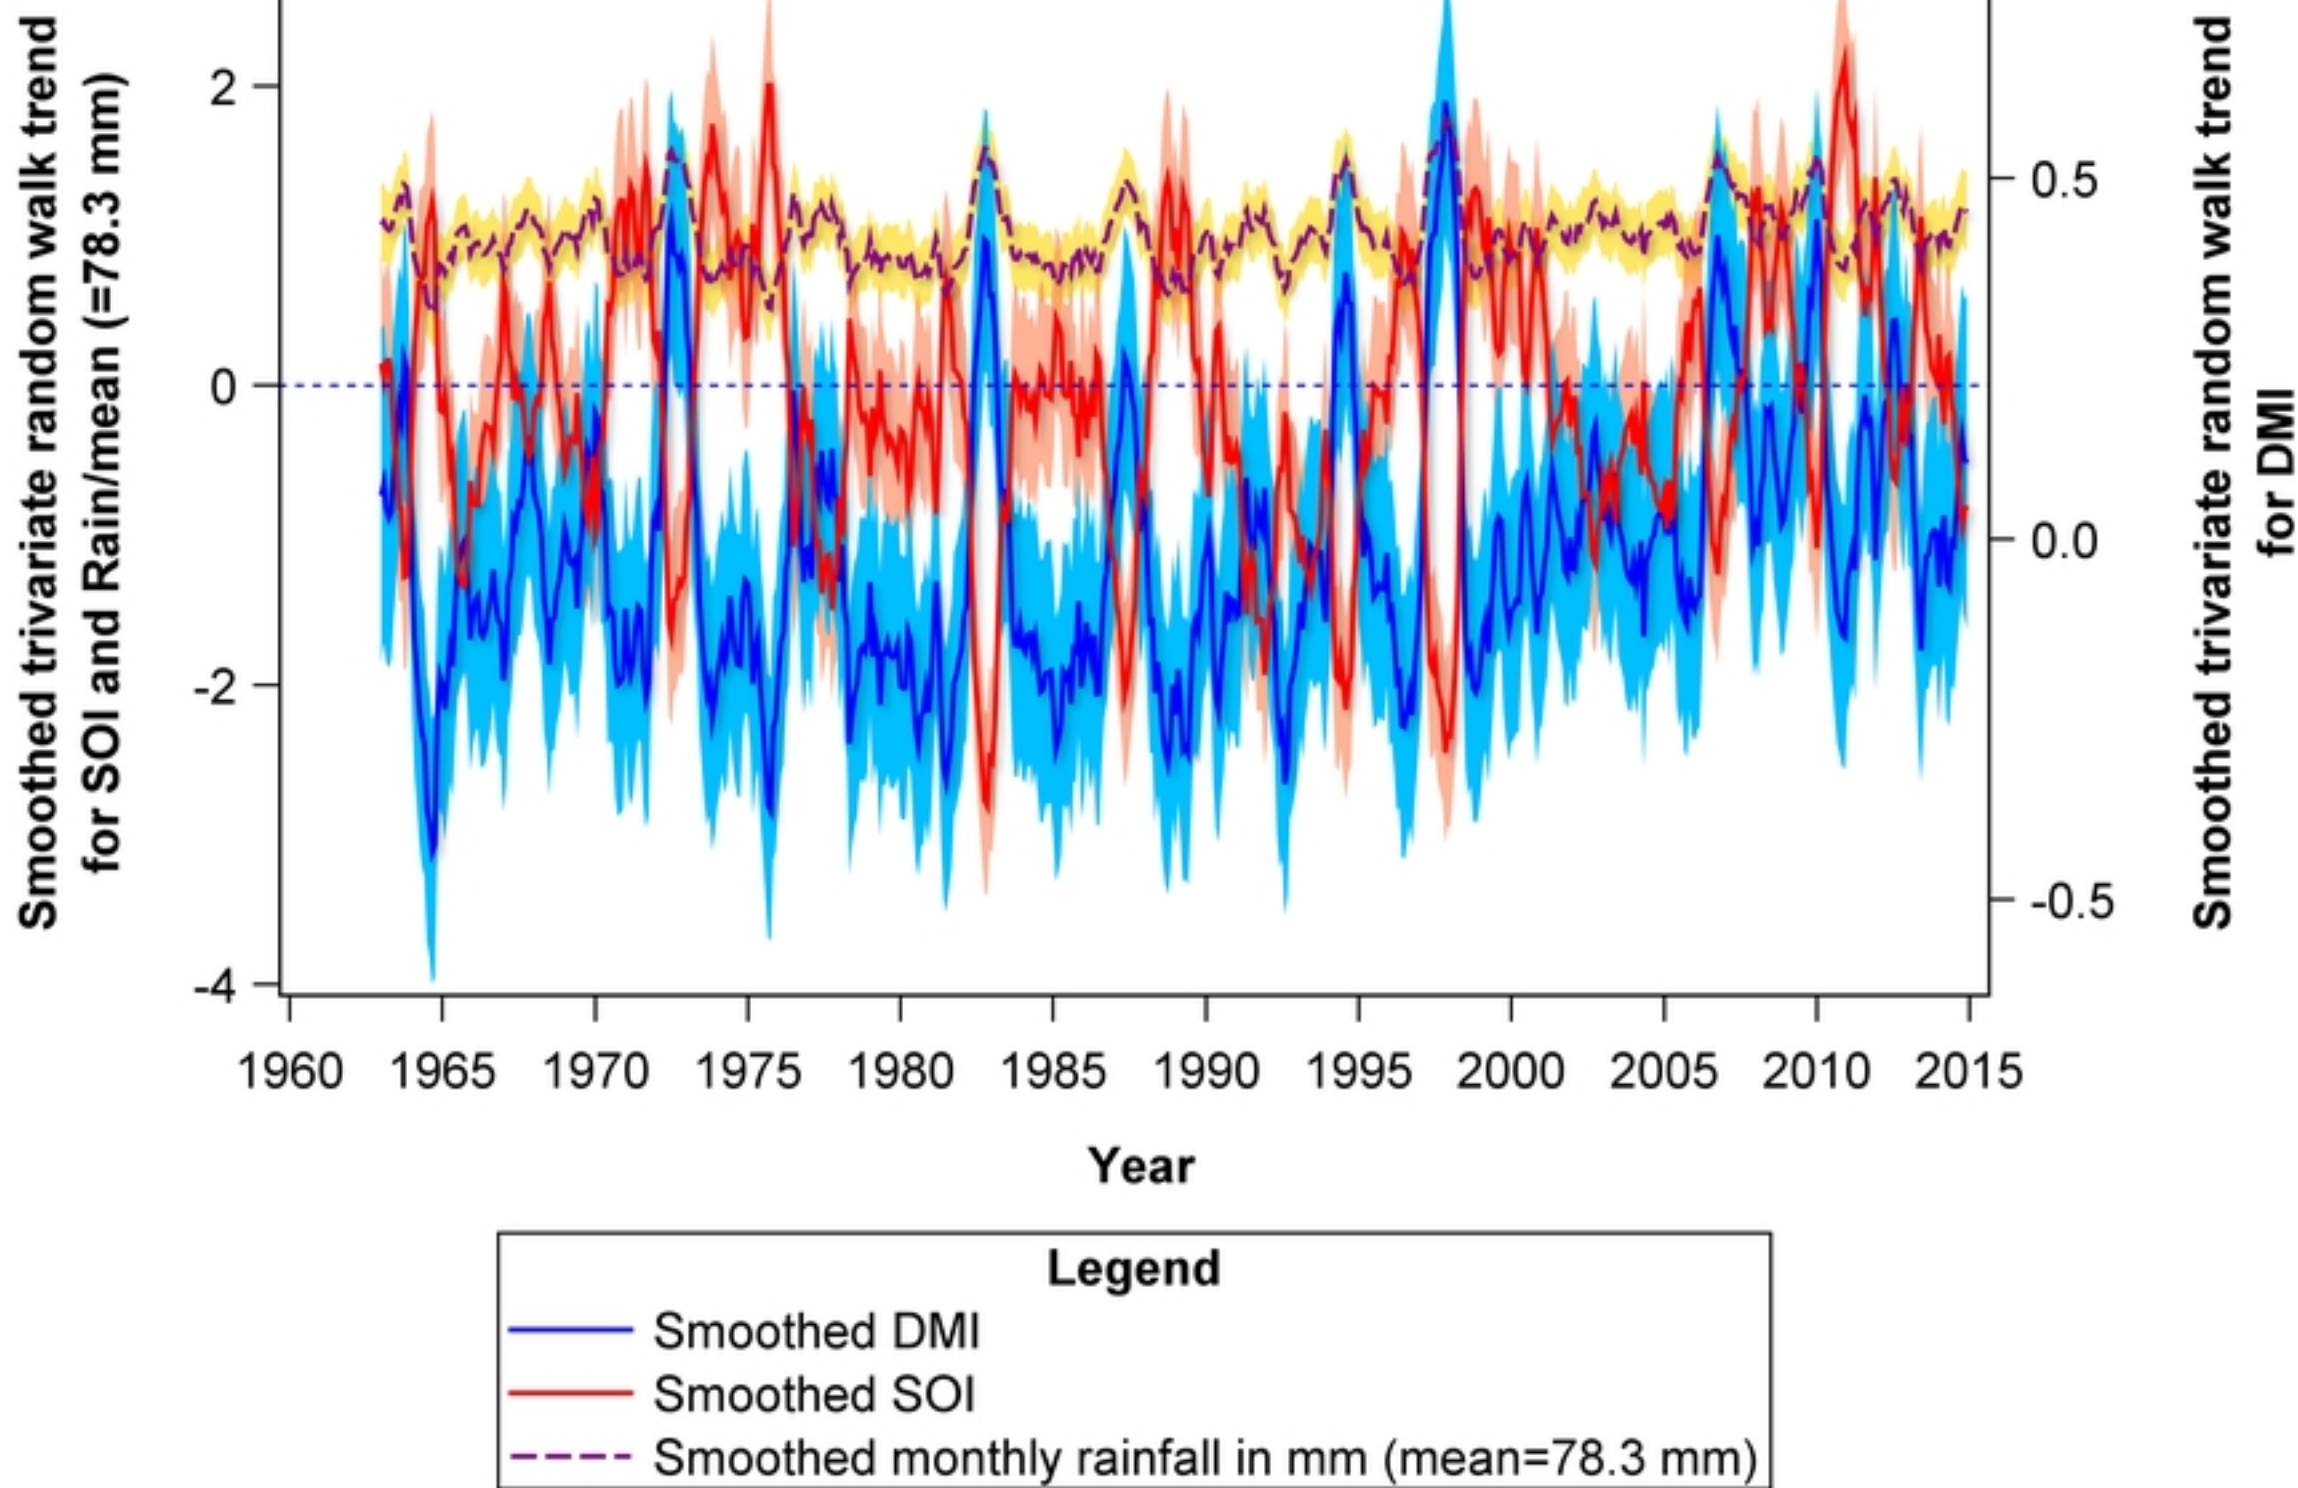 Smoothed trivariate random walk trend
for SOI and Rain/mean (=78.3 mm)
2
0
-2
-4
0.5
0.0
-0.5
Smoothed trivariate random walk trend
for DMI
1960 1965 1970 1975 1980 1985 1990 1995 2000 2005 2010 2015
Year
Legend
Smoothed DMI
Smoothed SOI
Smoothed monthly rainfall in mm (mean=78.3 mm)